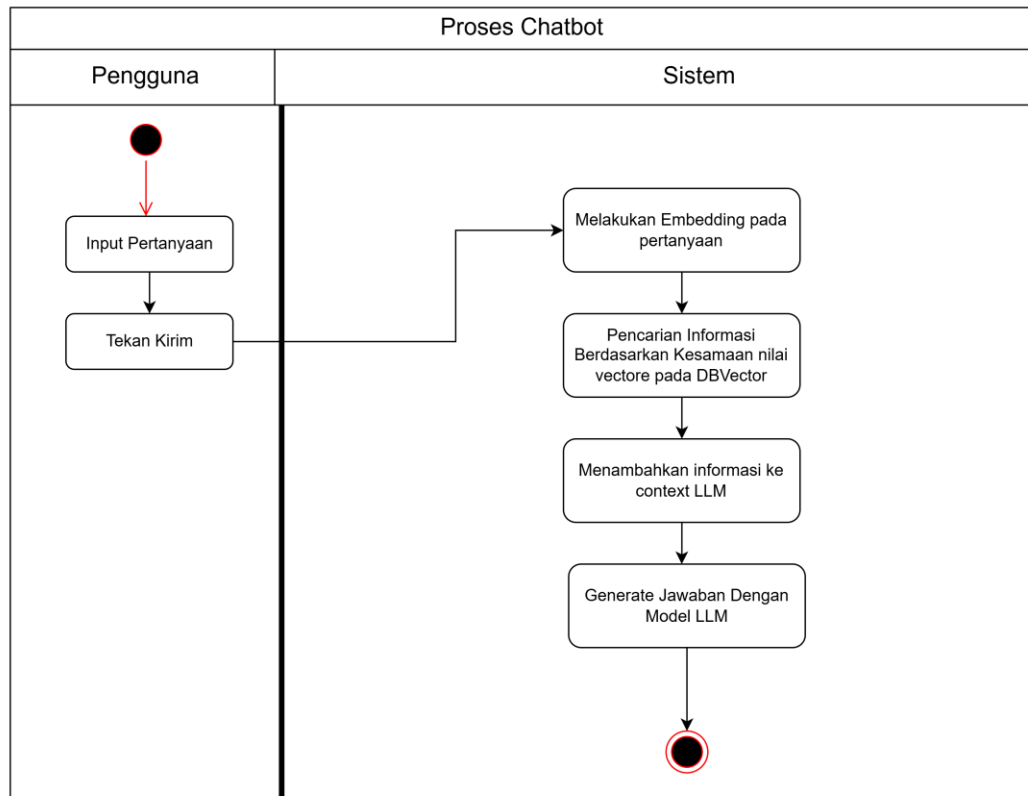 Proses Chatbot
Pengguna
Sistem
Input Pertanyaan
Tekan Kirim
Melakukan Embedding pada
pertanyaan
Pencarian Informasi
Berdasarkan Kesamaan nilai
vectore pada DBVector
Menambahkan informasi ke
context LLM
Generate Jawaban Dengan
Model LLM